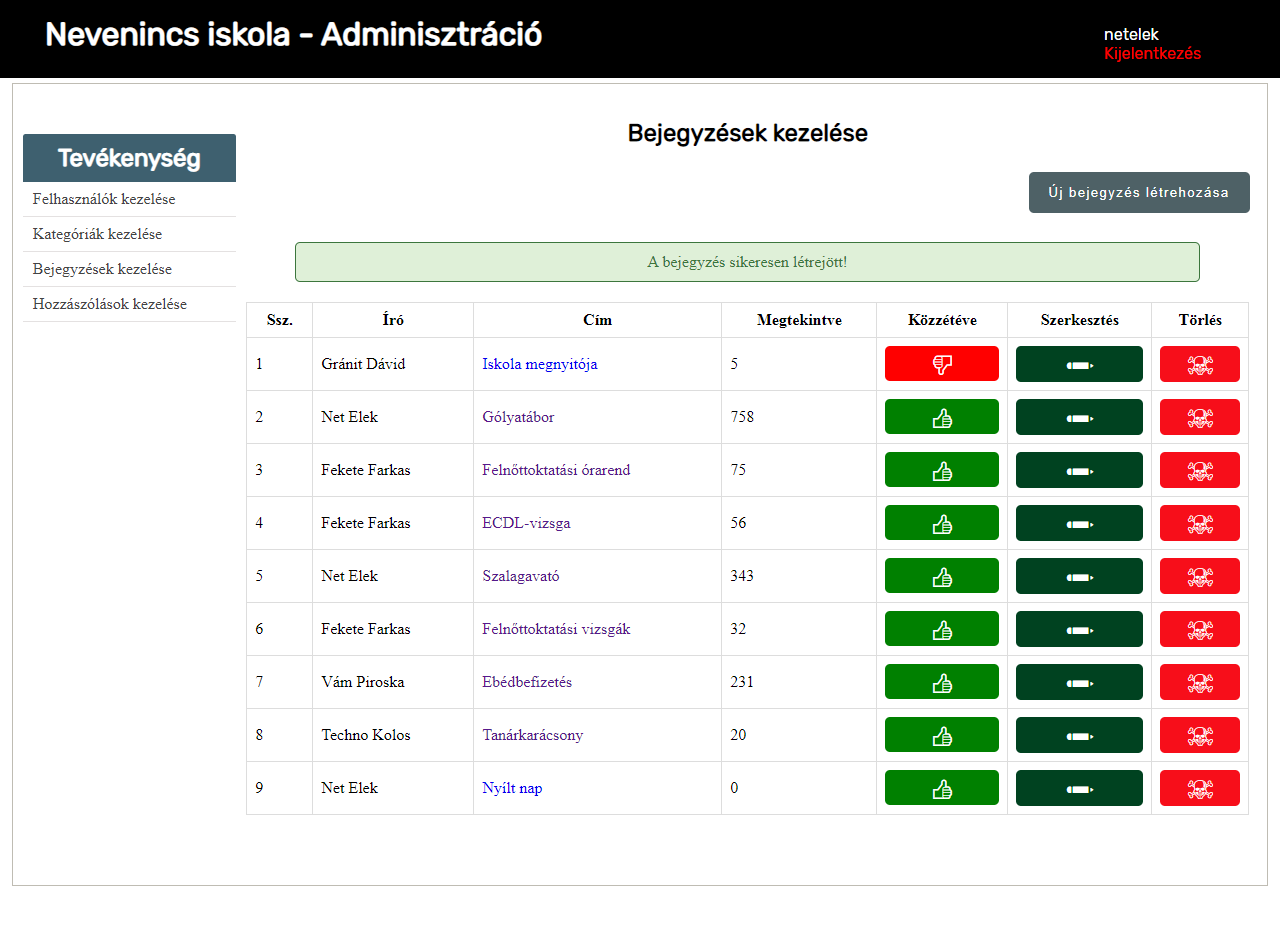 Nevenincs iskola - Adminisztráció
netelek
Kijelentkezés
Tevékenység
Felhasználók kezelése
Kategóriák kezelése
Bejegyzések kezelése
Hozzászólások kezelése
Bejegyzések kezelése
Új bejegyzés létrehozása
A bejegyzés sikeresen létrejött!
Ssz. Író Cím Megtekintve Közzétéve Szerkesztés Törlés
1 Gránit Dávid Iskola megnyitója 5
2 Net Elek Gólyatábor 758
3 Fekete Farkas Felnőttoktatási órarend 75
4 Fekete Farkas ECDL-vizsga 56
5 Net Elek Szalagavató 343
6 Fekete Farkas Felnőttoktatási vizsgák 32
7 Vám Piroska Ebédbefizetés 231
8 Techno Kolos Tanárkarácsony 20
9 Net Elek Nyílt nap 0